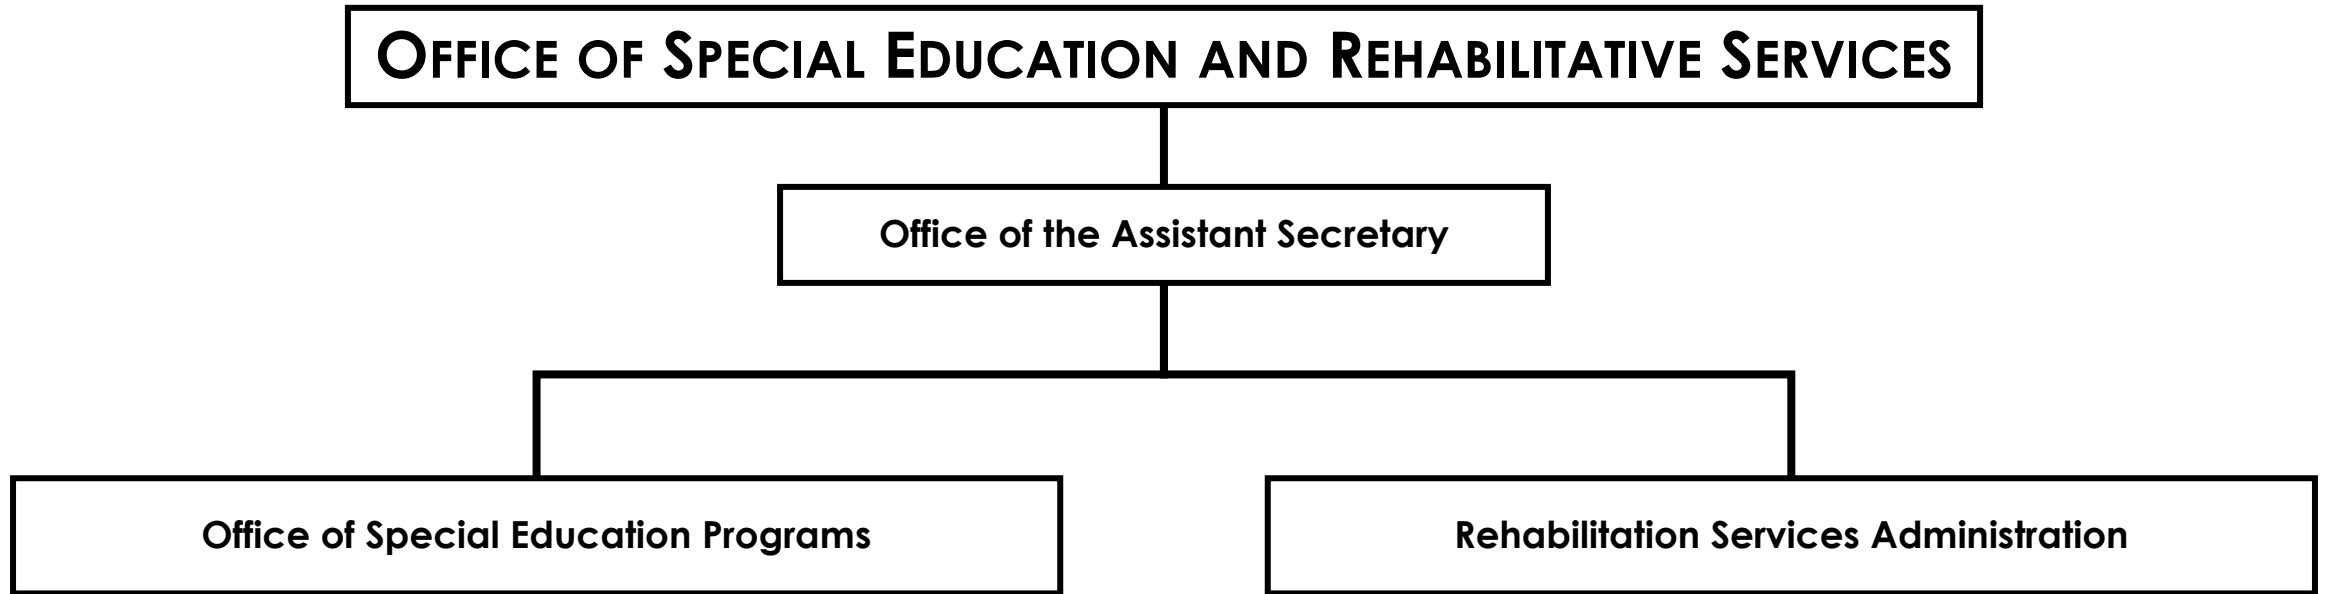 OFFICE OF SPECIAL EDUCATION AND REHABILITATIVE SERVICES
Office of the Assistant Secretary
Office of Special Education Programs
Rehabilitation Services Administration